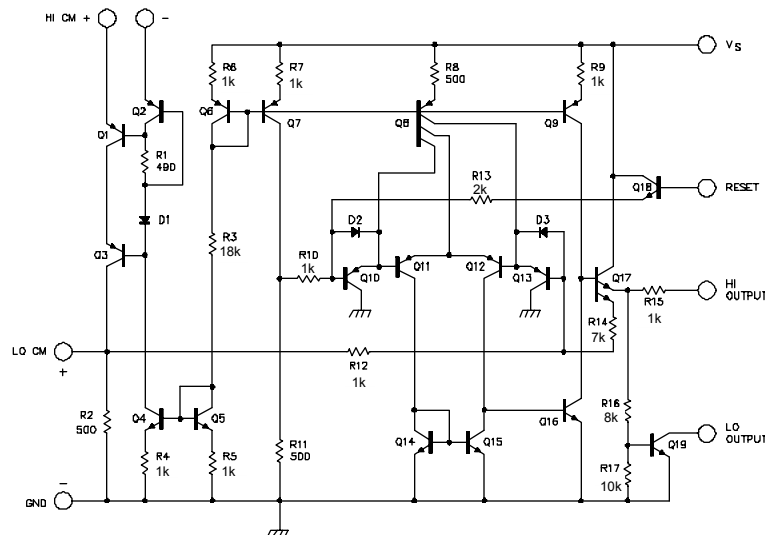 HI CM + -
R6
1k
R7
1k
R8
500
R9
1k
VS
Q1
Q2
Q6
Q7
Q8
Q9
R1
490
R13
2k
Q18
RESET
D1
D2
D3
Q3
R3
18k
R10
1k
Q10
Q11
Q12
Q13
Q17
R15
1k
HI
OUTPUT
R14
7k
LO CM
+
R12
1k
R2
500
Q4
Q5
R16
8k
Q16
LO
OUTPUT
R4
1k
R5
1k
R11
500
Q14
Q15
Q19
R17
10k
-
GND